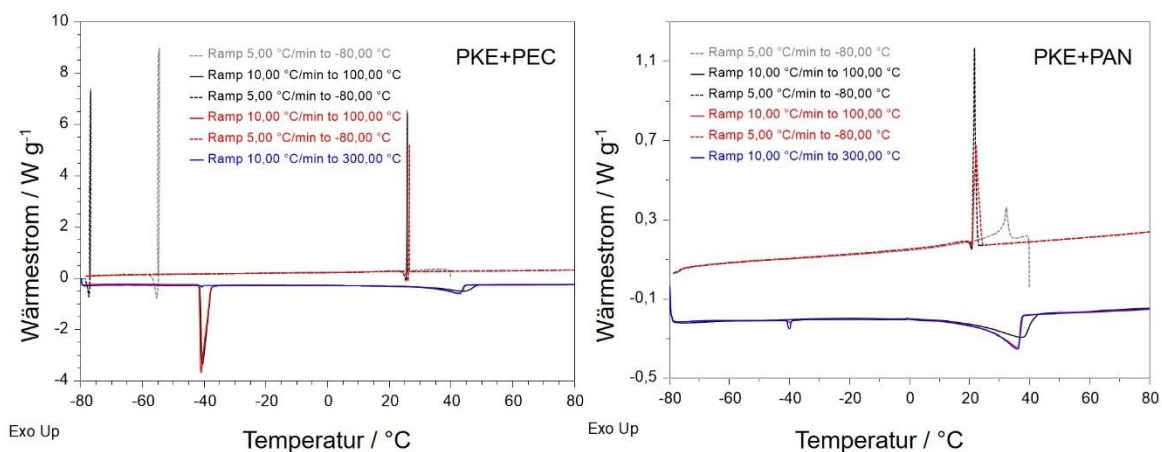 PKE+PEC
Ramp 5,00 °C/min to -80,00 °C
Ramp 10,00 °C/min to 100,00 °C
Ramp 5,00 °C/min to -80,00 °C
Ramp 10,00 °C/min to 100,00 °C
Ramp 5,00 °C/min to -80,00 °C
Ramp 10,00 °C/min to 300,00 °C
Wärmestrom / W g⁻¹
10
8
6
4
2
0
-2
-4
-80 -60 -40 -20 0 20 40 60 80
Exo Up
Temperatur / °C
PKE+PAN
Ramp 5,00 °C/min to -80,00 °C
Ramp 10,00 °C/min to 100,00 °C
Ramp 5,00 °C/min to -80,00 °C
Ramp 10,00 °C/min to 100,00 °C
Ramp 5,00 °C/min to -80,00 °C
Ramp 10,00 °C/min to 300,00 °C
Wärmestrom / W g⁻¹
1,1
0,7
0,3
-0,1
-0,5
-80 -60 -40 -20 0 20 40 60 80
Exo Up
Temperatur / °C